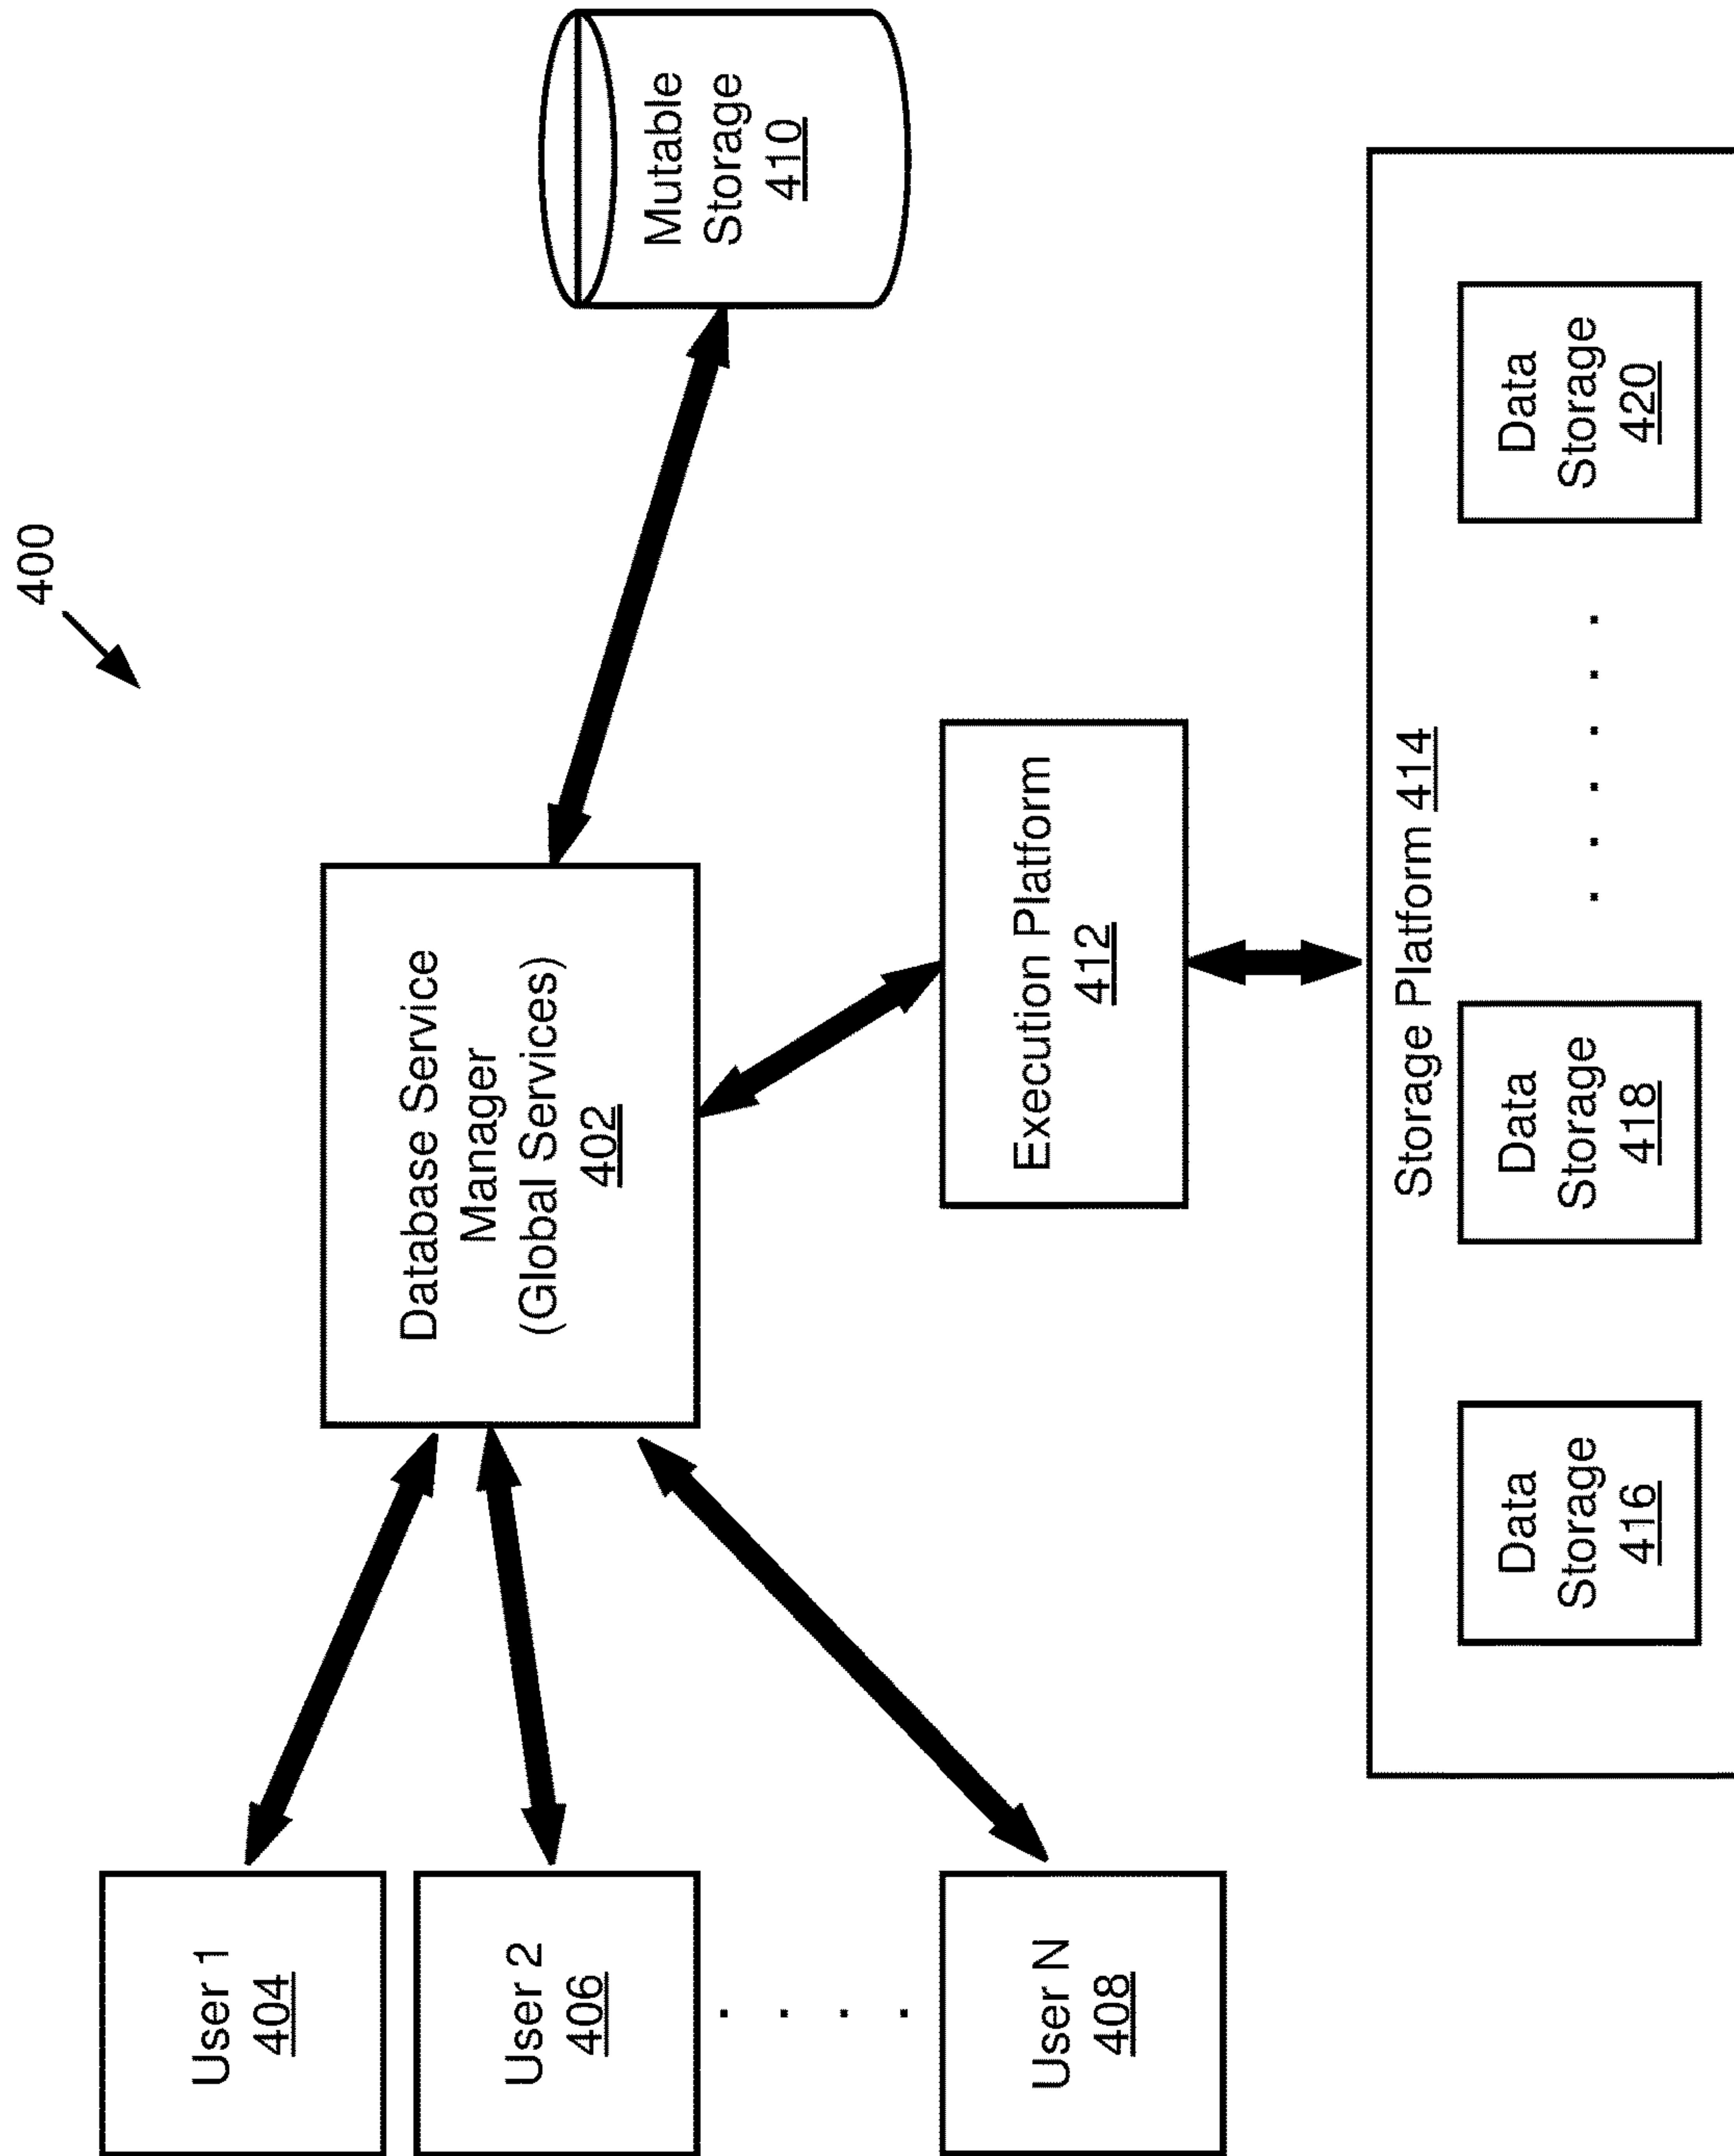 400
User 1
404
User 2
406
User N
408
Database Service
Manager
(Global Services)
402
Mutable
Storage
410
Execution Platform
412
Storage Platform 414
Data
Storage
416
Data
Storage
418
Data
Storage
420